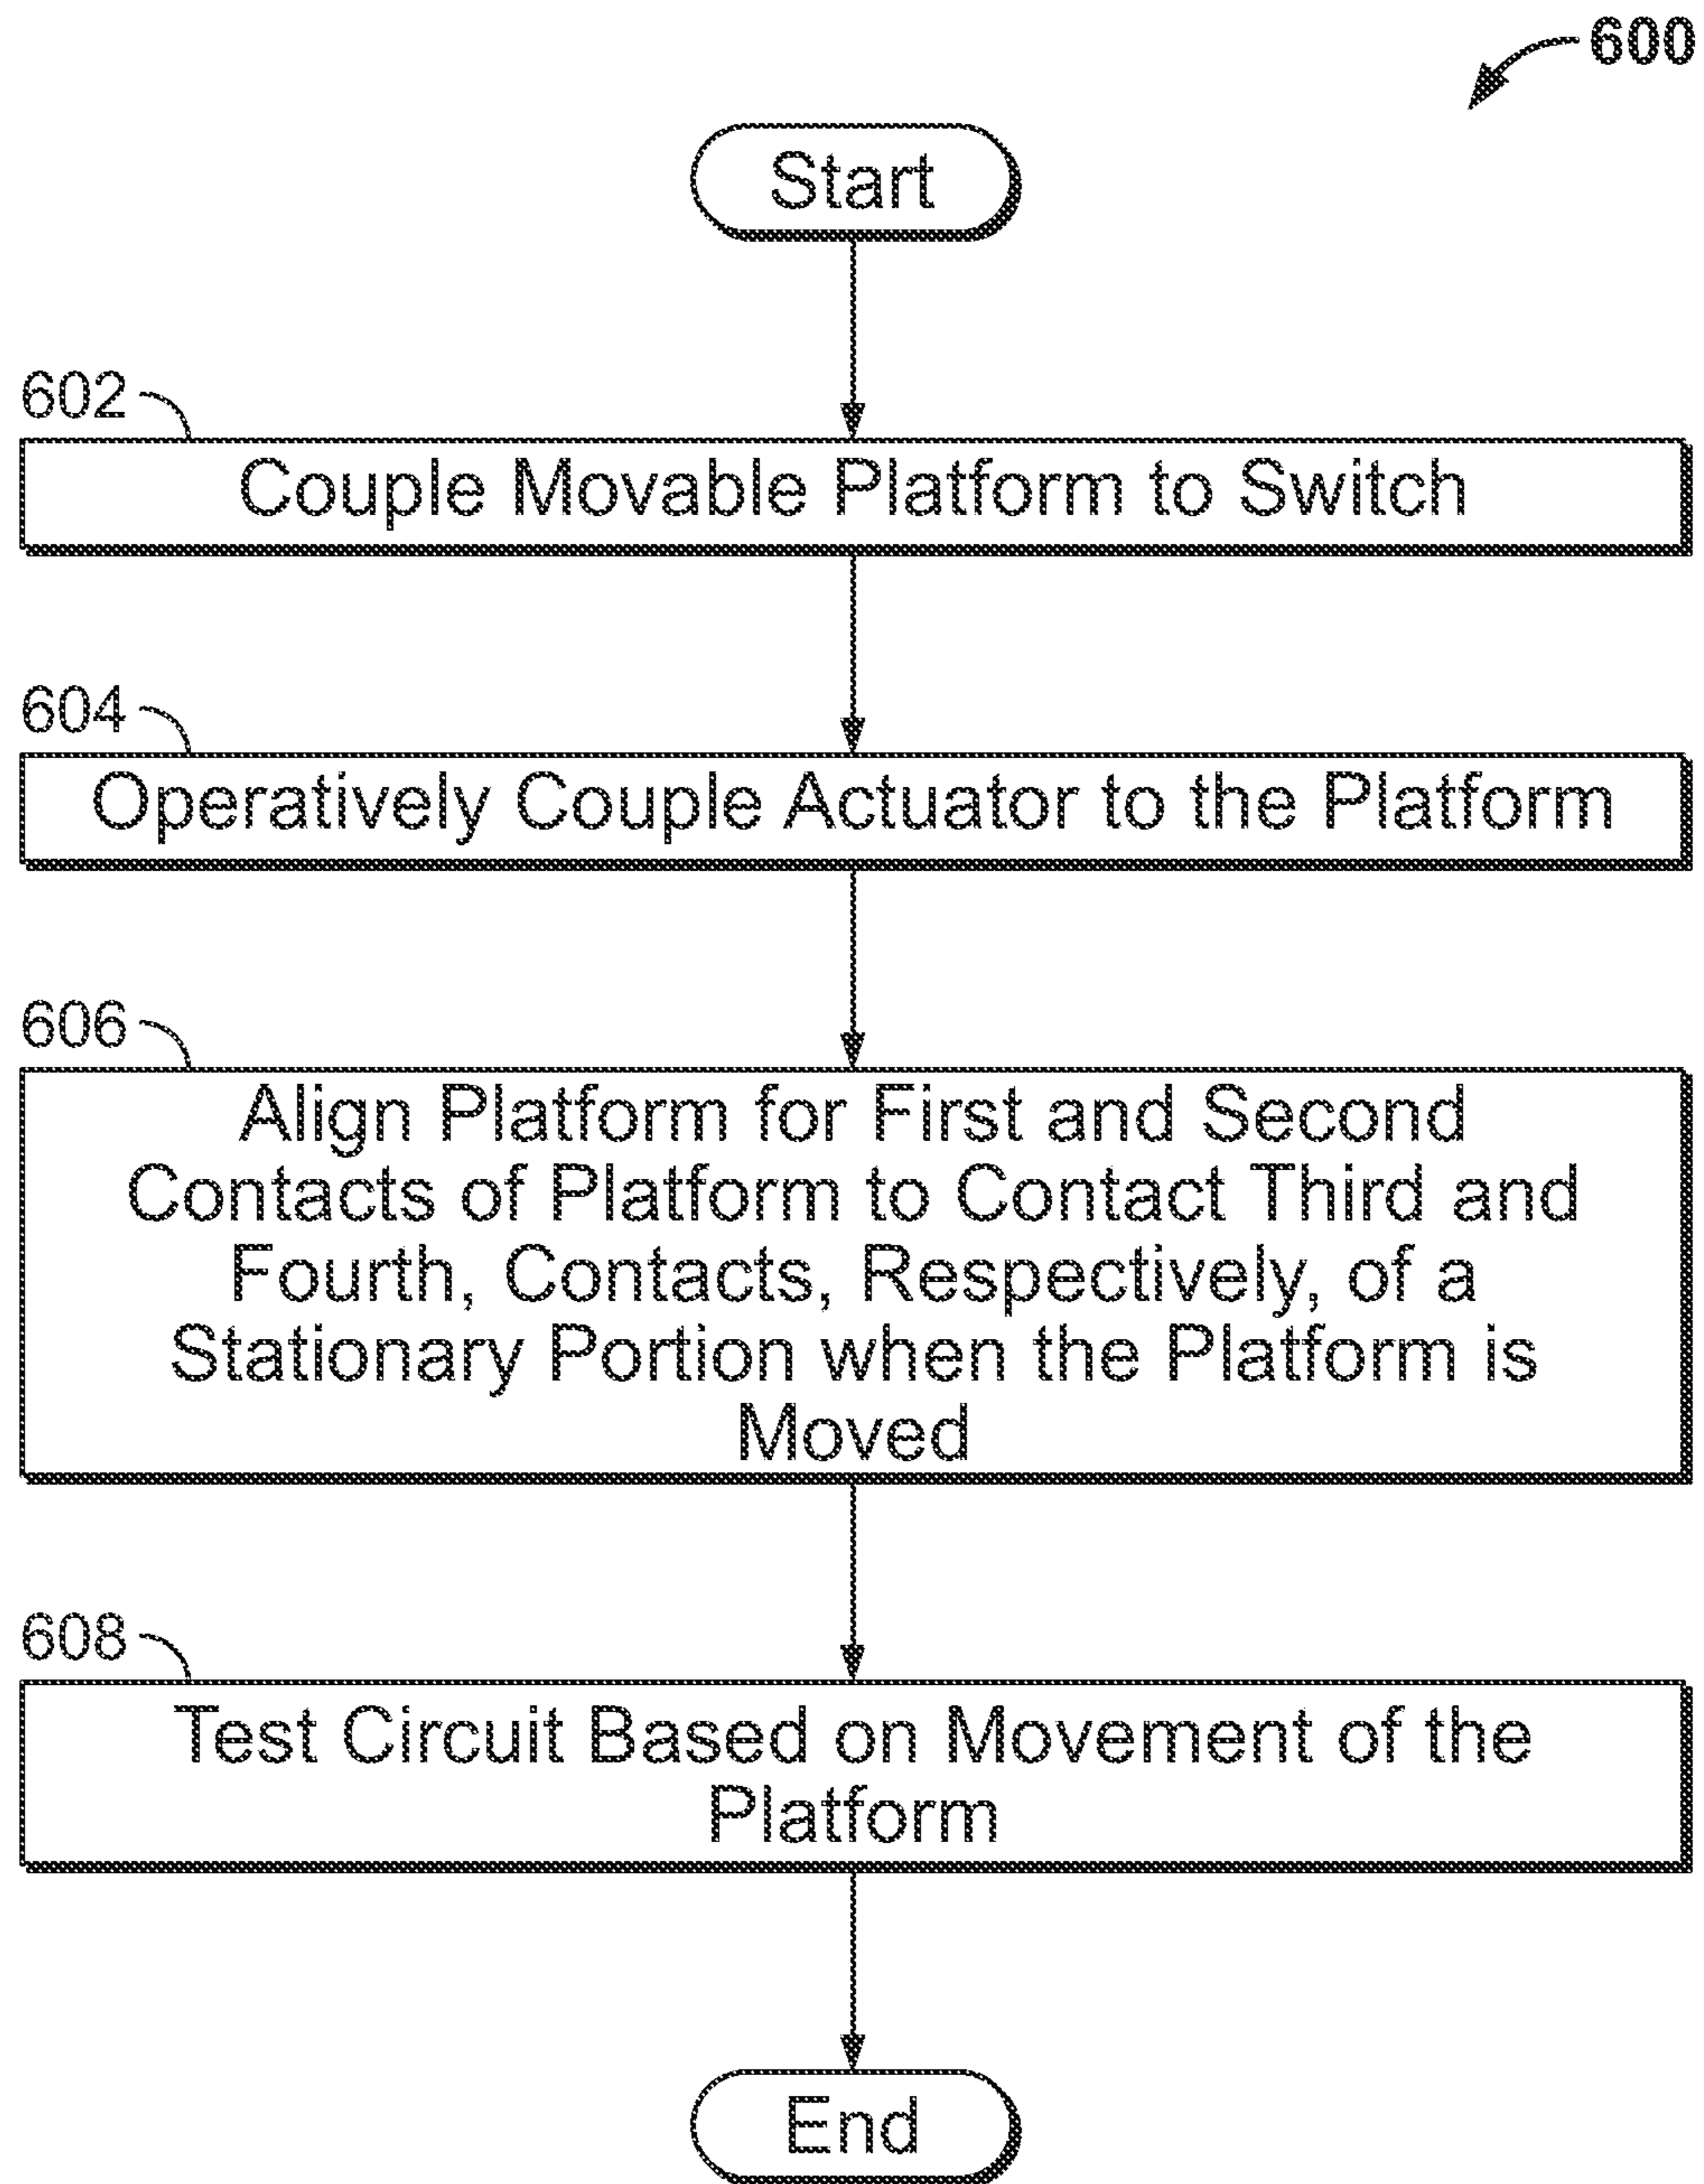 600
Start
602
Couple Movable Platform to Switch
604
Operatively Couple Actuator to the Platform
606
Align Platform for First and Second
Contacts of Platform to Contact Third and
Fourth, Contacts, Respectively, of a
Stationary Portion when the Platform is
Moved
608
Test Circuit Based on Movement of the
Platform
End